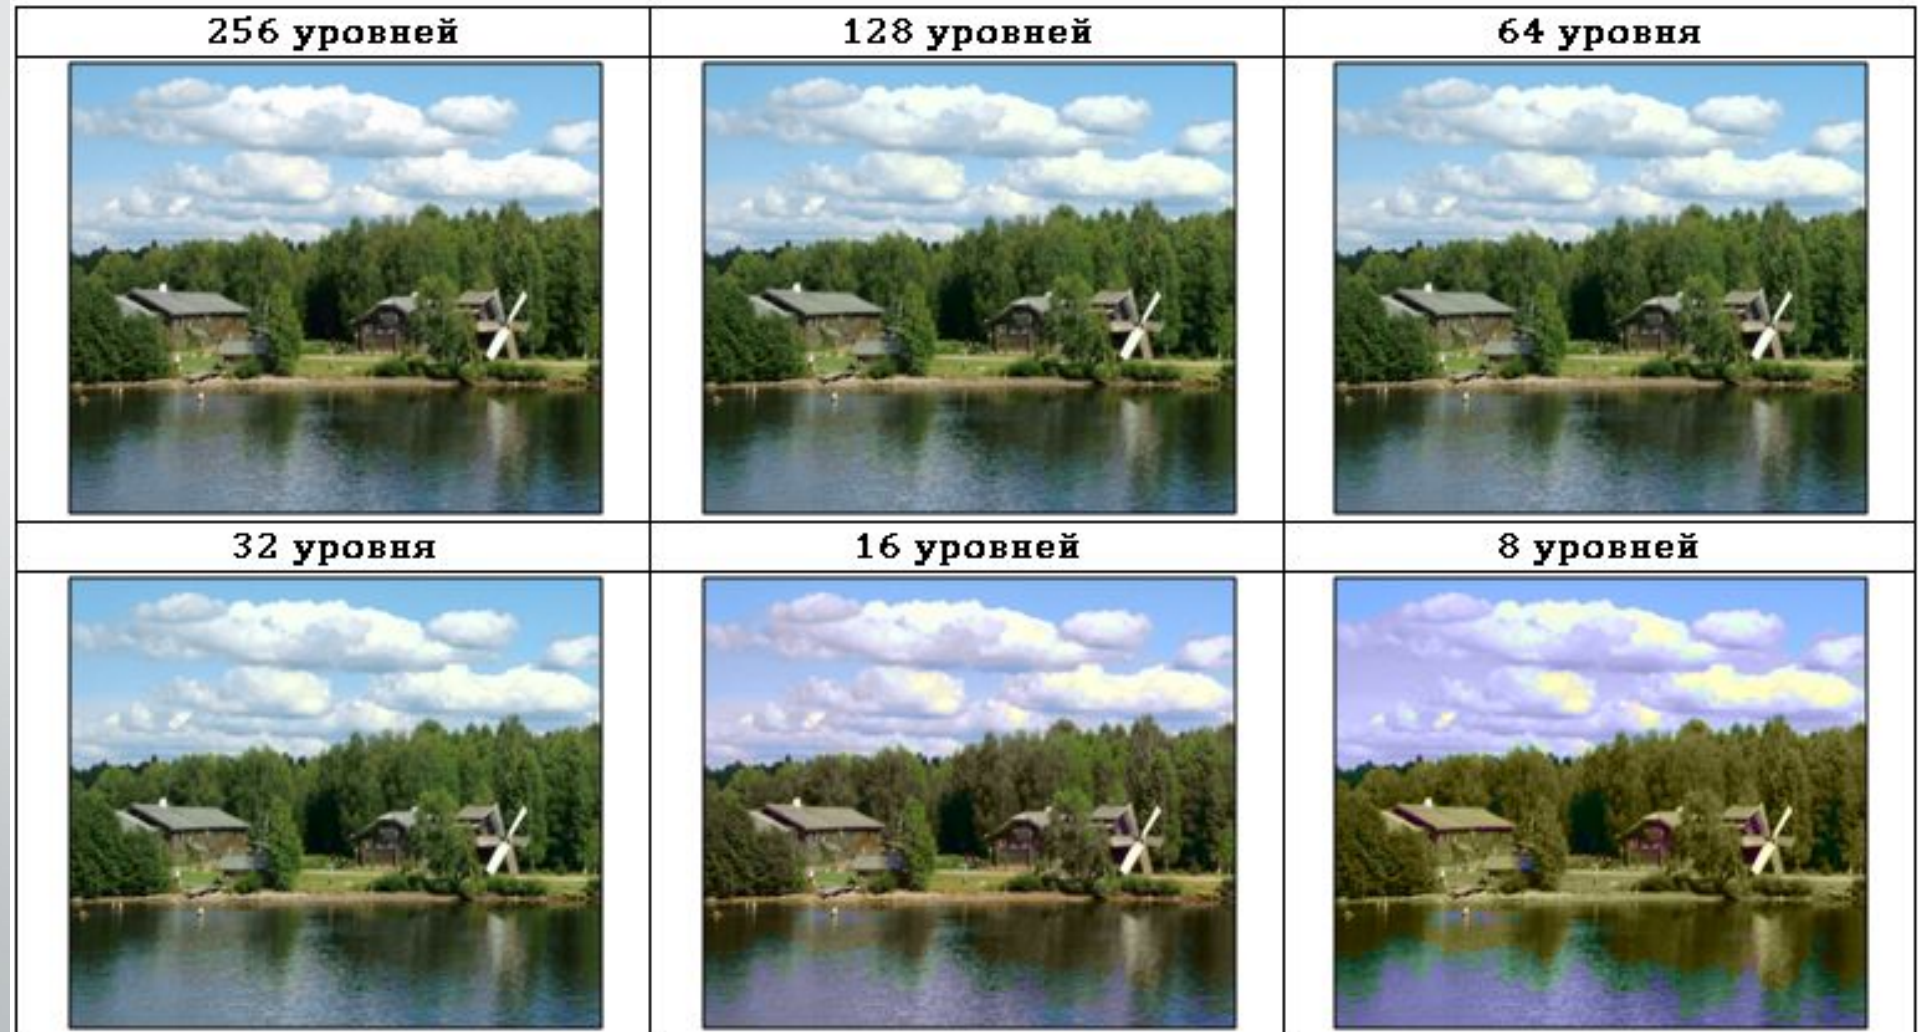 256 уровней
128 уровней
64 уровня
32 уровня
16 уровней
8 уровней